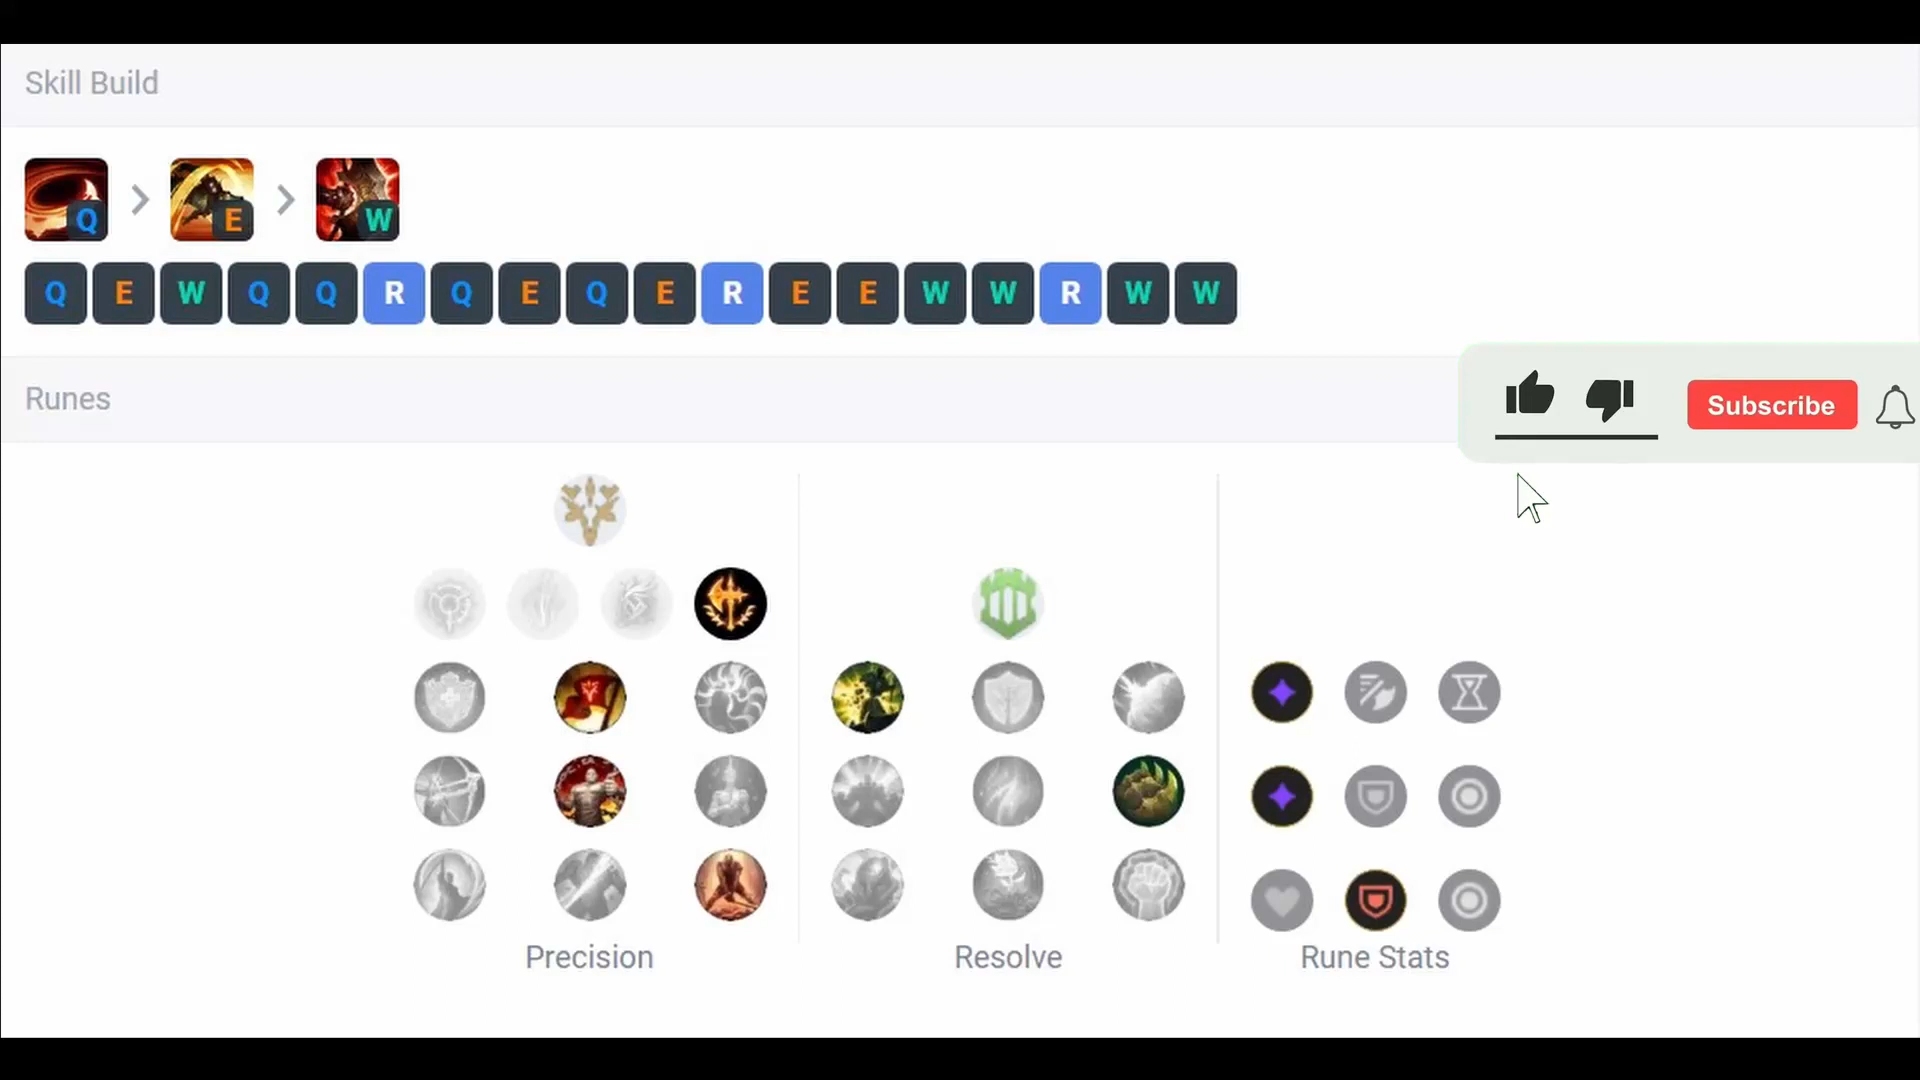 Skill Build
Q E W
Q E W Q Q R Q E Q E R E E W W R W W
Runes
Subscribe
Precision Resolve Rune Stats